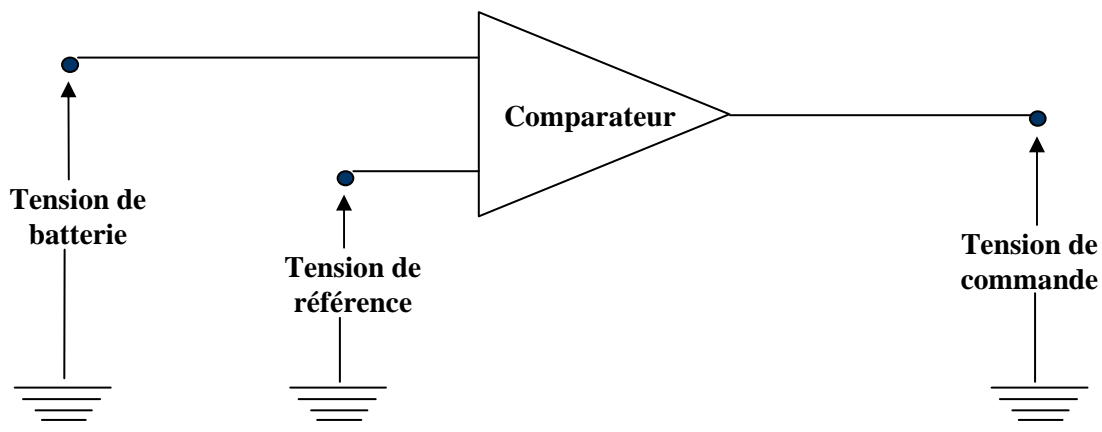 Comparateur
Tension de
batterie
Tension de
référence
Tension de
commande